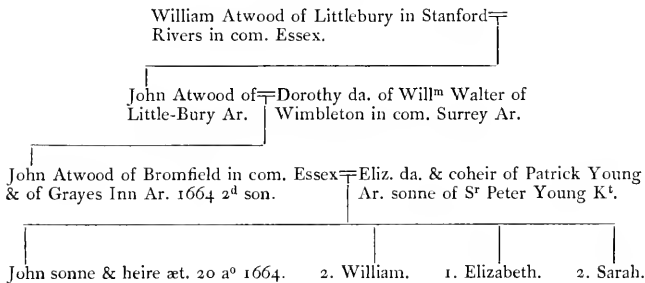 William Atwood of Littlebury in Stanford
Rivers in com. Essex.
John Atwood of Dorothy da. of Willᵐ Walter of
Little-Bury Ar. Wimbleton in com. Surrey Ar.
John Atwood of Bromfield in com. Essex Eliz. da. & coheir of Patrick Young
& of Grayes Inn Ar. 1664 2ᵈ son. Ar. sonne of Sʳ Peter Young Kᵗ.
John sonne & heire æt. 20 aº 1664. 2. William. 1. Elizabeth. 2. Sarah.